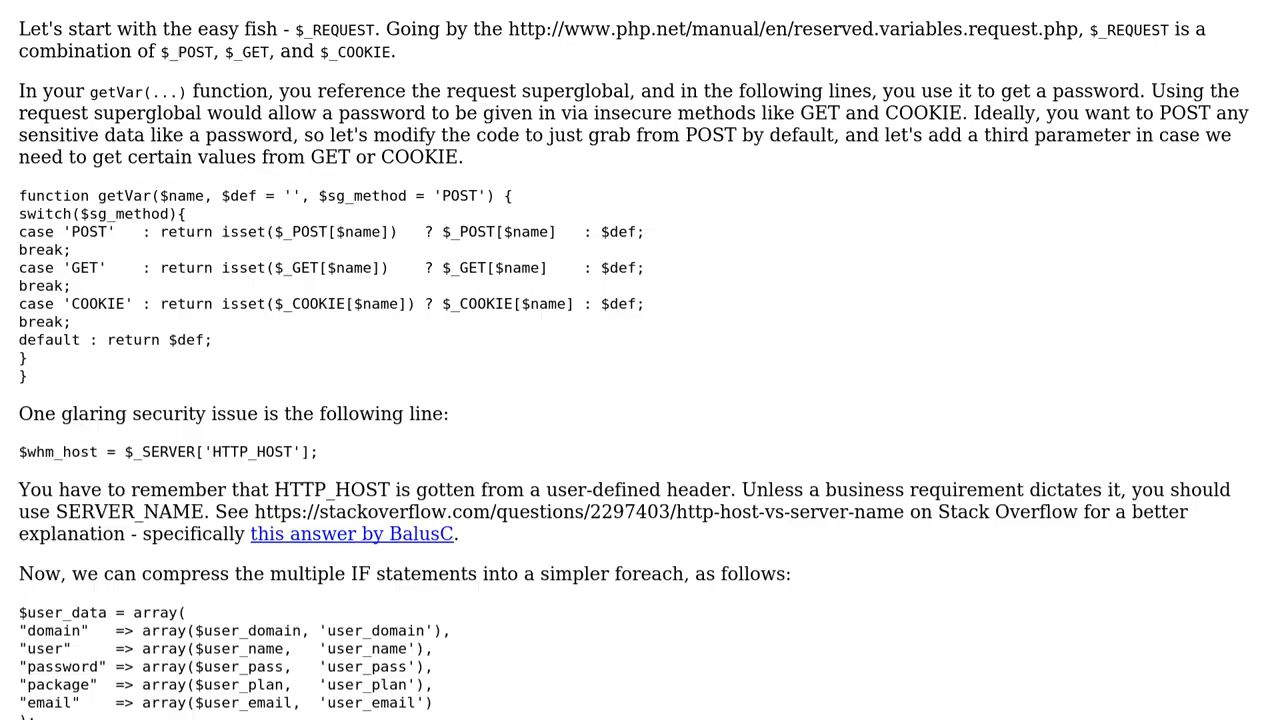 Let's start with the easy fish - $_REQUEST. Going by the http://www.php.net/manual/en/reserved.variables.request.php, $_REQUEST is a
combination of $_POST, $_GET, and $_COOKIE.
In your getVar(...) function, you reference the request superglobal, and in the following lines, you use it to get a password. Using the
request superglobal would allow a password to be given in via insecure methods like GET and COOKIE. Ideally, you want to POST any
sensitive data like a password, so let's modify the code to just grab from POST by default, and let's add a third parameter in case we
need to get certain values from GET or COOKIE.
function getVar($name, $def = '', $sg_method = 'POST') {
switch($sg_method){
case 'POST'   : return isset($_POST[$name])   ? $_POST[$name]   : $def;
break;
case 'GET'    : return isset($_GET[$name])    ? $_GET[$name]    : $def;
break;
case 'COOKIE' : return isset($_COOKIE[$name]) ? $_COOKIE[$name] : $def;
break;
default : return $def;
}
}
One glaring security issue is the following line:
$whm_host = $_SERVER['HTTP_HOST'];
You have to remember that HTTP_HOST is gotten from a user-defined header. Unless a business requirement dictates it, you should
use SERVER_NAME. See https://stackoverflow.com/questions/2297403/http-host-vs-server-name on Stack Overflow for a better
explanation - specifically this answer by BalusC.
Now, we can compress the multiple IF statements into a simpler foreach, as follows:
$user_data = array(
"domain"   => array($user_domain, 'user_domain'),
"user"     => array($user_name,   'user_name'),
"password" => array($user_pass,   'user_pass'),
"package"  => array($user_plan,   'user_plan'),
"email"    => array($user_email,  'user_email')
);